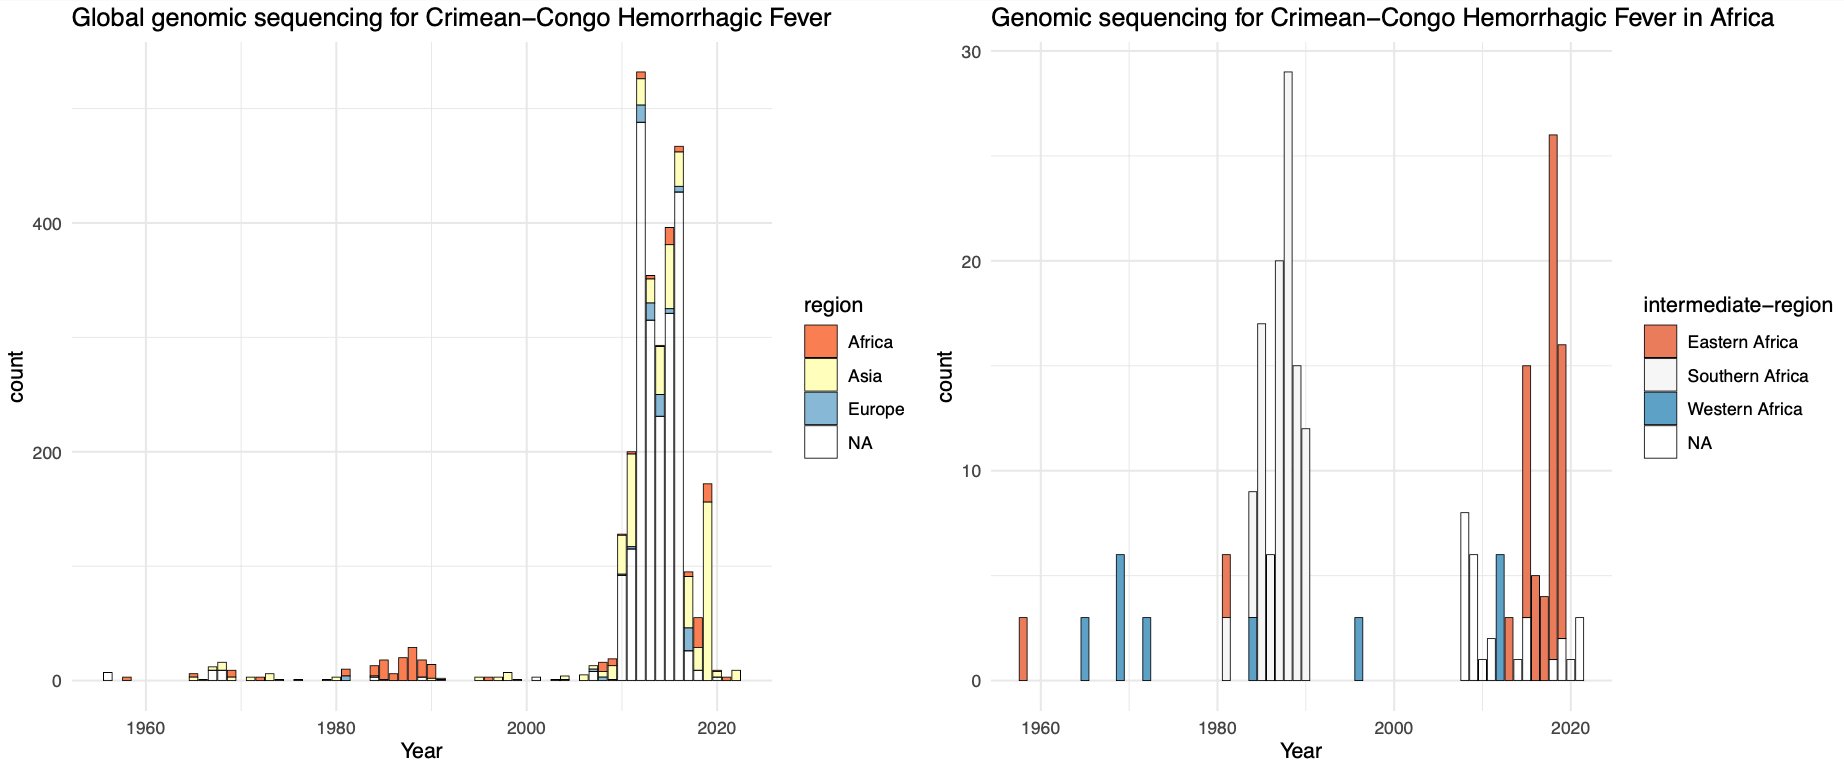 Global genomic sequencing for Crimean−Congo Hemorrhagic Fever
count
400
200
0
1960
1980
2000
2020
Year
region
Africa
Asia
Europe
NA
Genomic sequencing for Crimean−Congo Hemorrhagic Fever in Africa
count
30
20
10
0
1960
1980
2000
2020
Year
intermediate−region
Eastern Africa
Southern Africa
Western Africa
NA